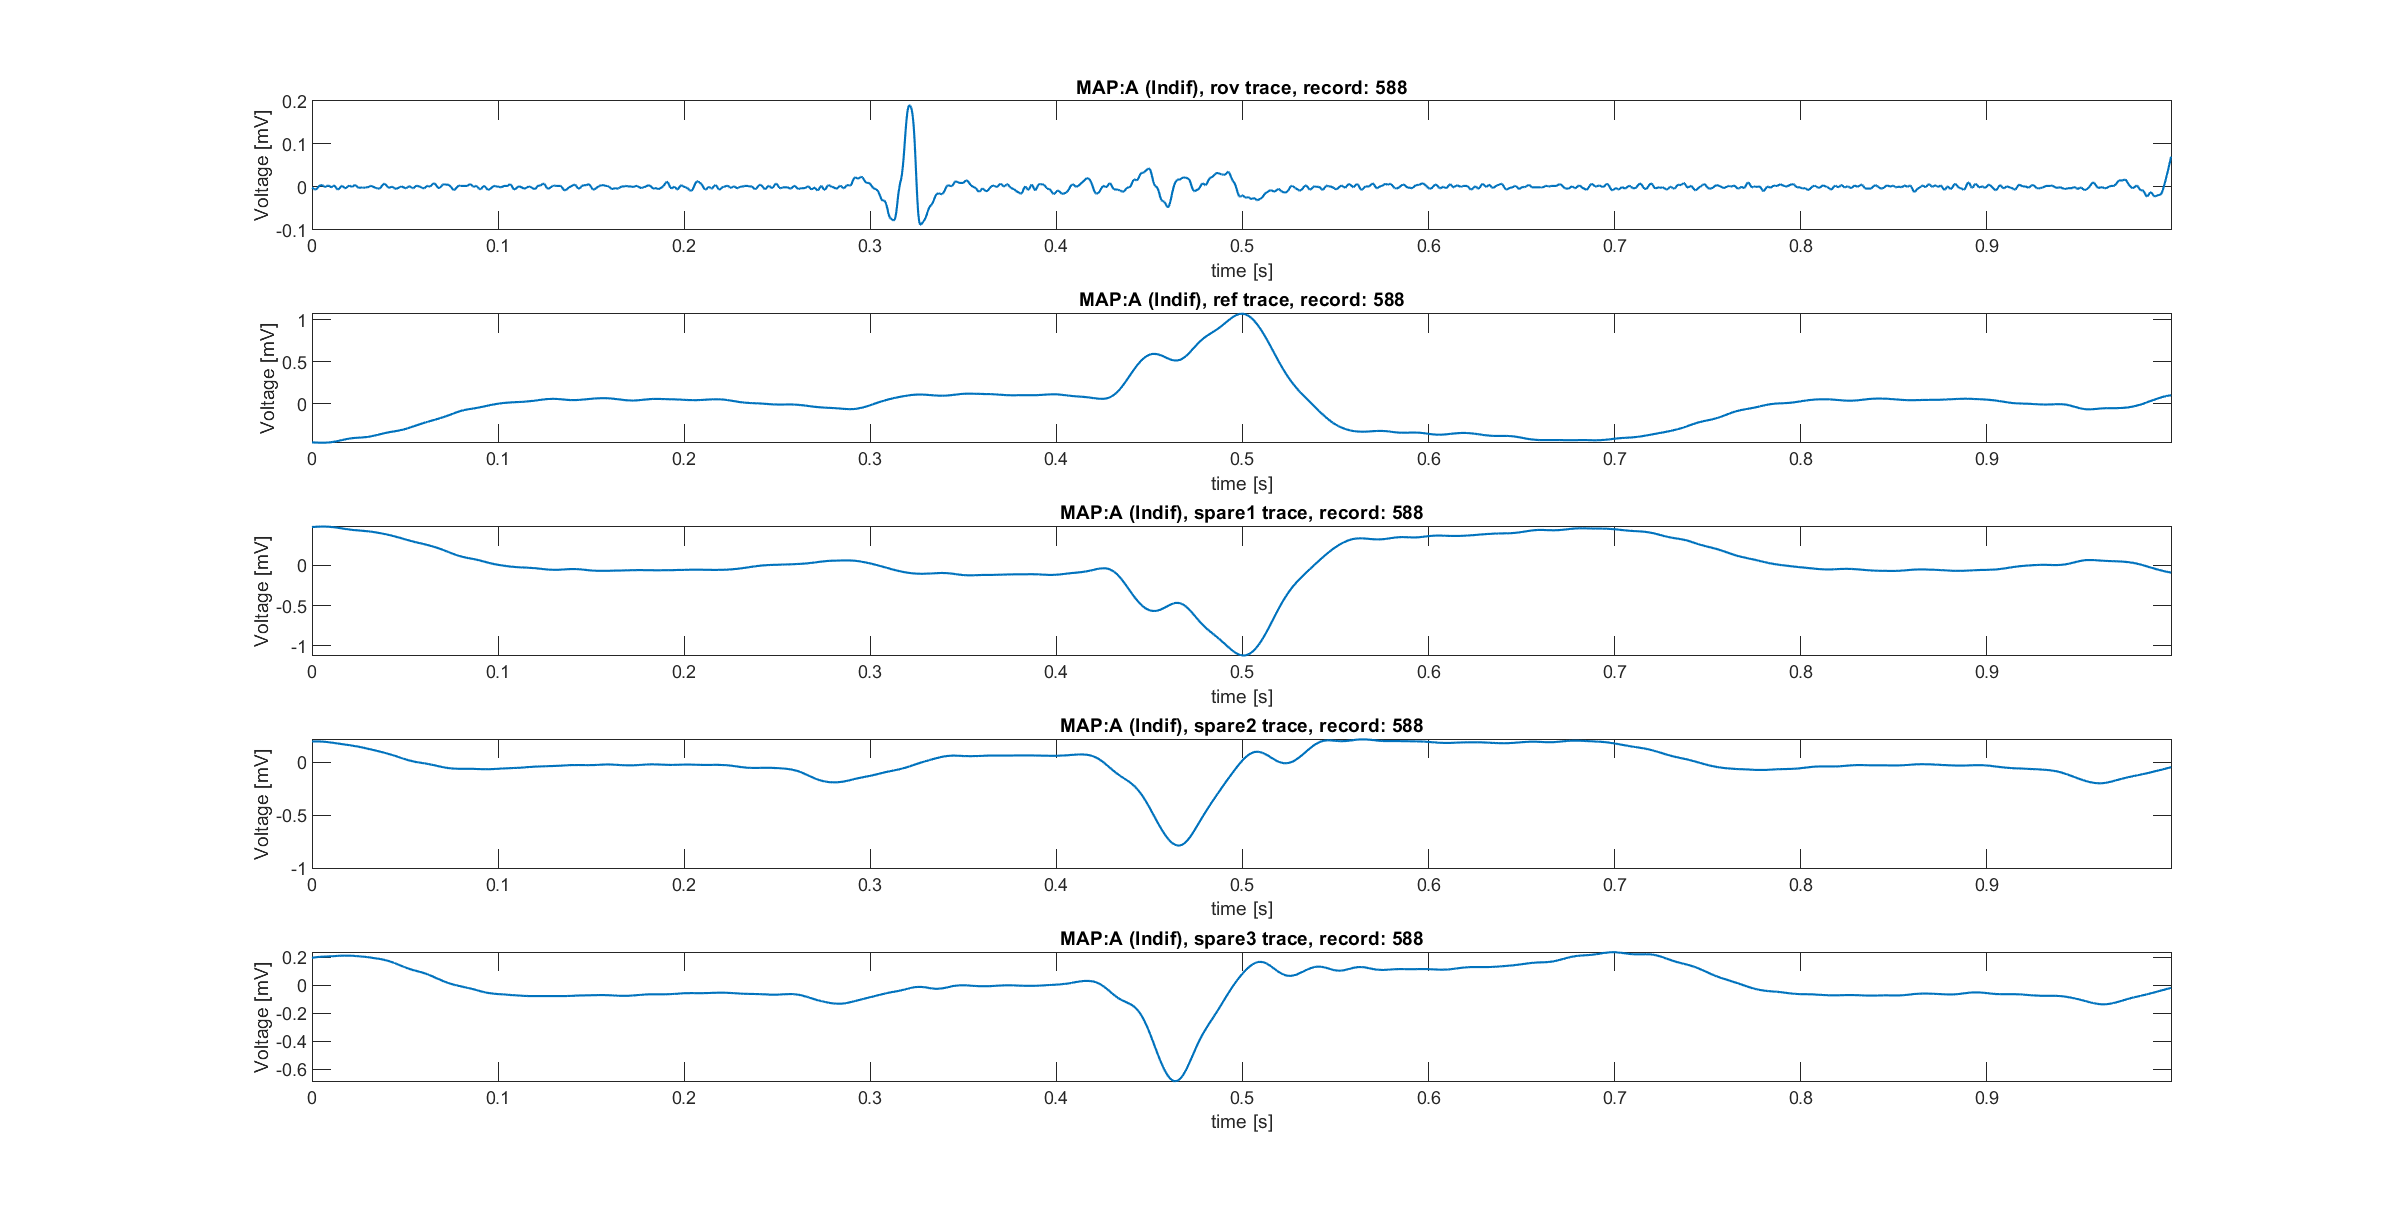 MAP:A (Indif), rov trace, record: 588
Voltage [mV]
0.2
0.1
0
-0.1
0 0.1 0.2 0.3 0.4 0.5 0.6 0.7 0.8 0.9
time [s]
MAP:A (Indif), ref trace, record: 588
Voltage [mV]
1
0.5
0
0 0.1 0.2 0.3 0.4 0.5 0.6 0.7 0.8 0.9
time [s]
MAP:A (Indif), spare1 trace, record: 588
Voltage [mV]
0
-0.5
-1
0 0.1 0.2 0.3 0.4 0.5 0.6 0.7 0.8 0.9
time [s]
MAP:A (Indif), spare2 trace, record: 588
Voltage [mV]
0
-0.5
-1
0 0.1 0.2 0.3 0.4 0.5 0.6 0.7 0.8 0.9
time [s]
MAP:A (Indif), spare3 trace, record: 588
Voltage [mV]
0.2
0
-0.2
-0.4
-0.6
0 0.1 0.2 0.3 0.4 0.5 0.6 0.7 0.8 0.9
time [s]